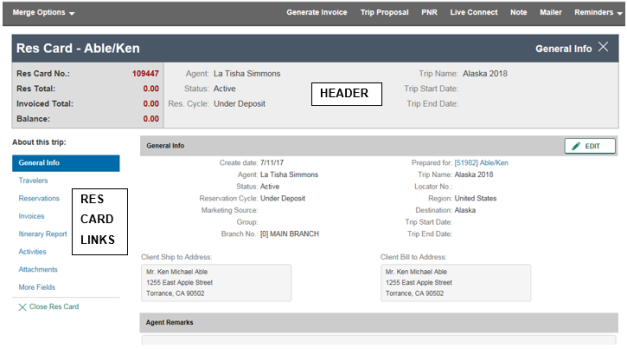 Merge Options
Generate Invoice Trip Proposal PNR Live Connect Note Mailer Reminders
Res Card - Able/Ken
General Info
Res Card No.: 109447
Res Total: 0.00
Invoiced Total: 0.00
Balance: 0.00
Agent: La Tisha Simmons
Status: Active
Res. Cycle: Under Deposit
HEADER
Trip Name: Alaska 2018
Trip Start Date:
Trip End Date:
About this trip:
General Info
Travelers
Reservations
Invoices
Itinerary Report
Activities
Attachments
More Fields
Close Res Card
RES
CARD
LINKS
General Info
EDIT
Create date: 7/11/17
Agent: La Tisha Simmons
Status: Active
Reservation Cycle: Under Deposit
Marketing Source:
Group:
Branch No.: [0] MAIN BRANCH
Prepared for: [51982] Able/Ken
Trip Name: Alaska 2018
Locator No.:
Region: United States
Destination: Alaska
Trip Start Date:
Trip End Date:
Client Ship to Address:
Mr. Ken Michael Able
1255 East Apple Street
Torrance, CA 90502
Client Bill to Address:
Mr. Ken Michael Able
1255 East Apple Street
Torrance, CA 90502
Agent Remarks